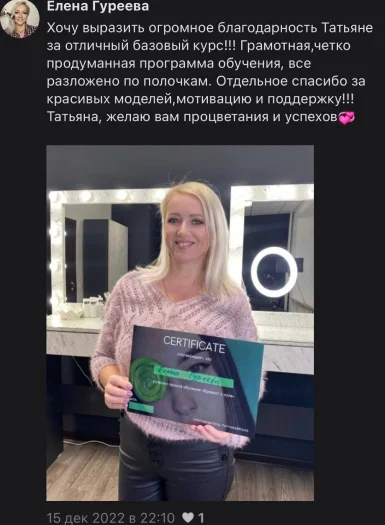 Елена Гуреева
Хочу выразить огромное благодарность Татьяне
за отличный базовый курс!!! Грамотная,четко
продуманная программа обучения, все
разложено по полочкам. Отдельное спасибо за
красивых моделей,мотивацию и поддержку!!!
Татьяна, желаю вам процветания и успехов💞
CERTIFICATE
Елена Гуреева
15 дек 2022 в 22:10 🤍 1